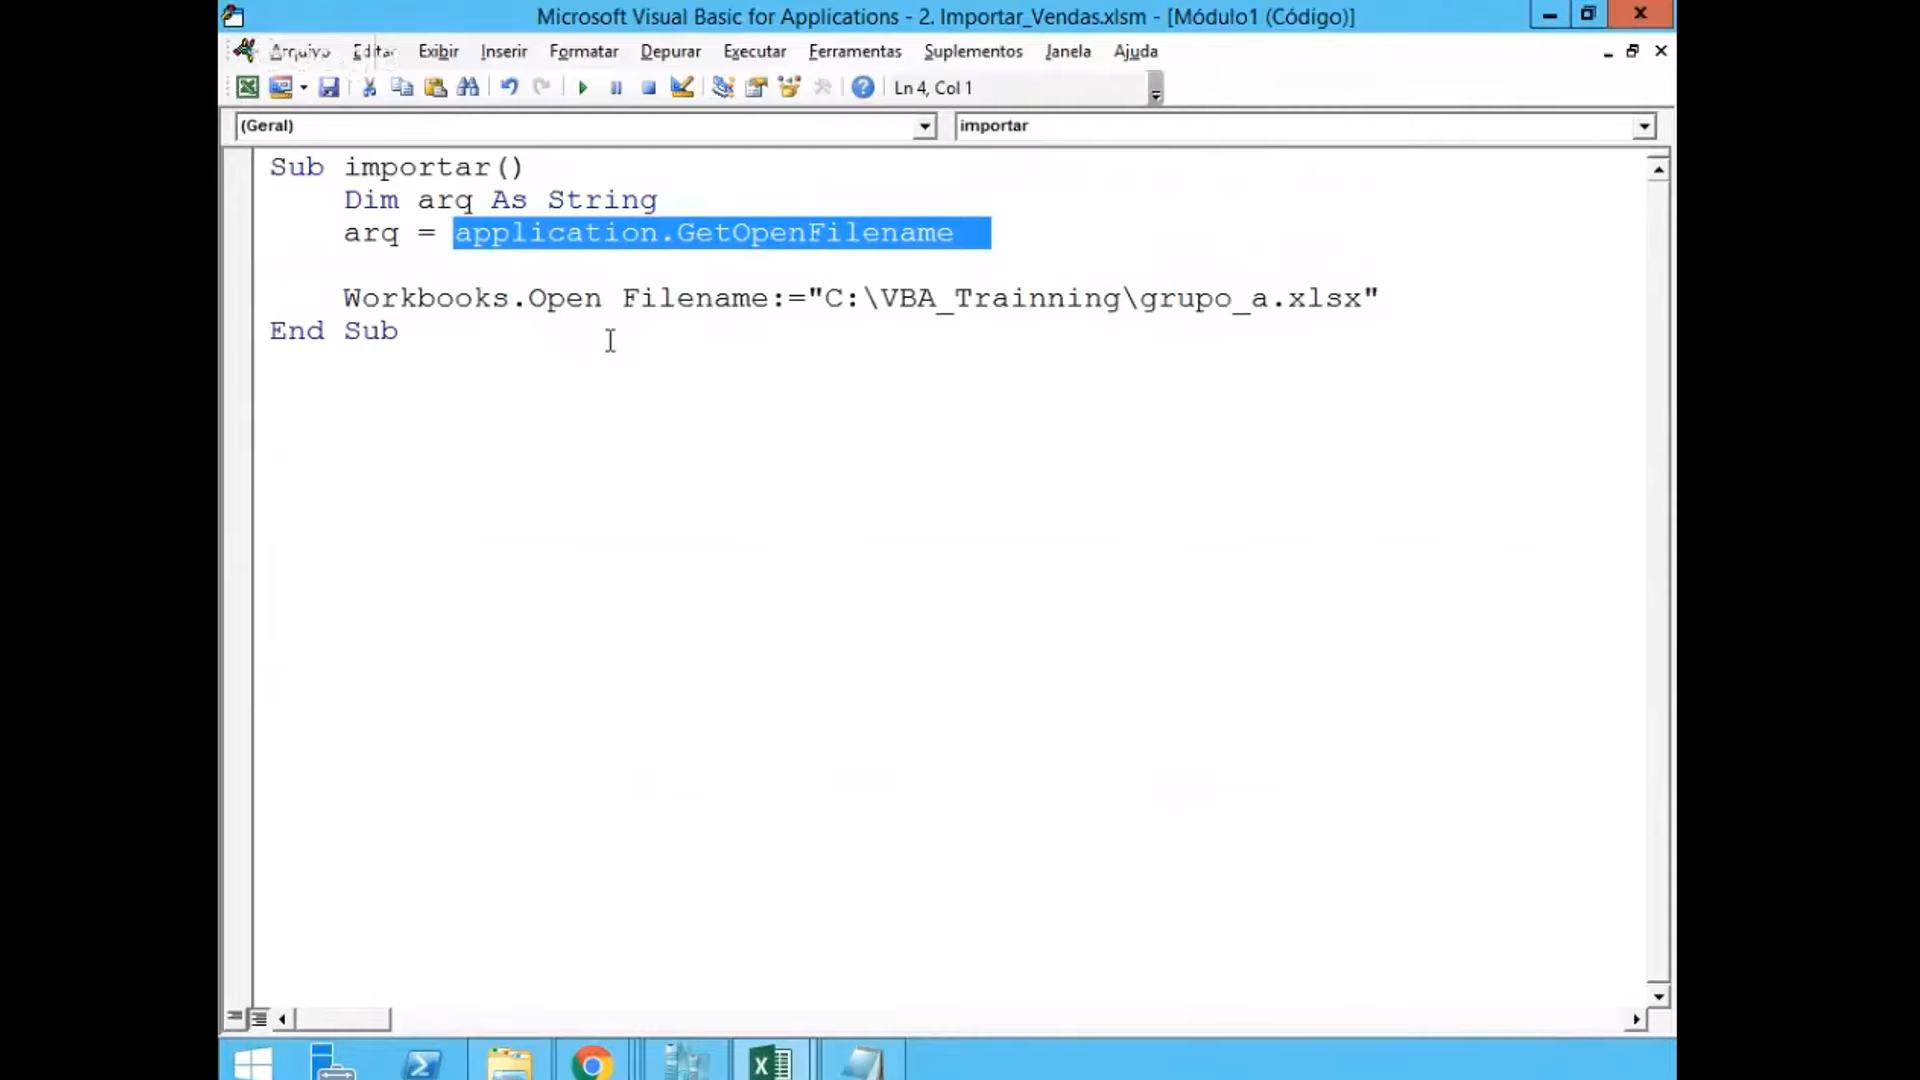 Microsoft Visual Basic for Applications - 2. Importar_Vendas.xlsm - [Módulo1 (Código)]
Arquivo Editar Exibir Inserir Formatar Depurar Executar Ferramentas Suplementos Janela Ajuda
Ln 4, Col 1
(Geral) importar
Sub importar()
Dim arq As String
arq = application.GetOpenFilename
Workbooks.Open Filename:="C:\VBA_Trainning\grupo_a.xlsx"
End Sub